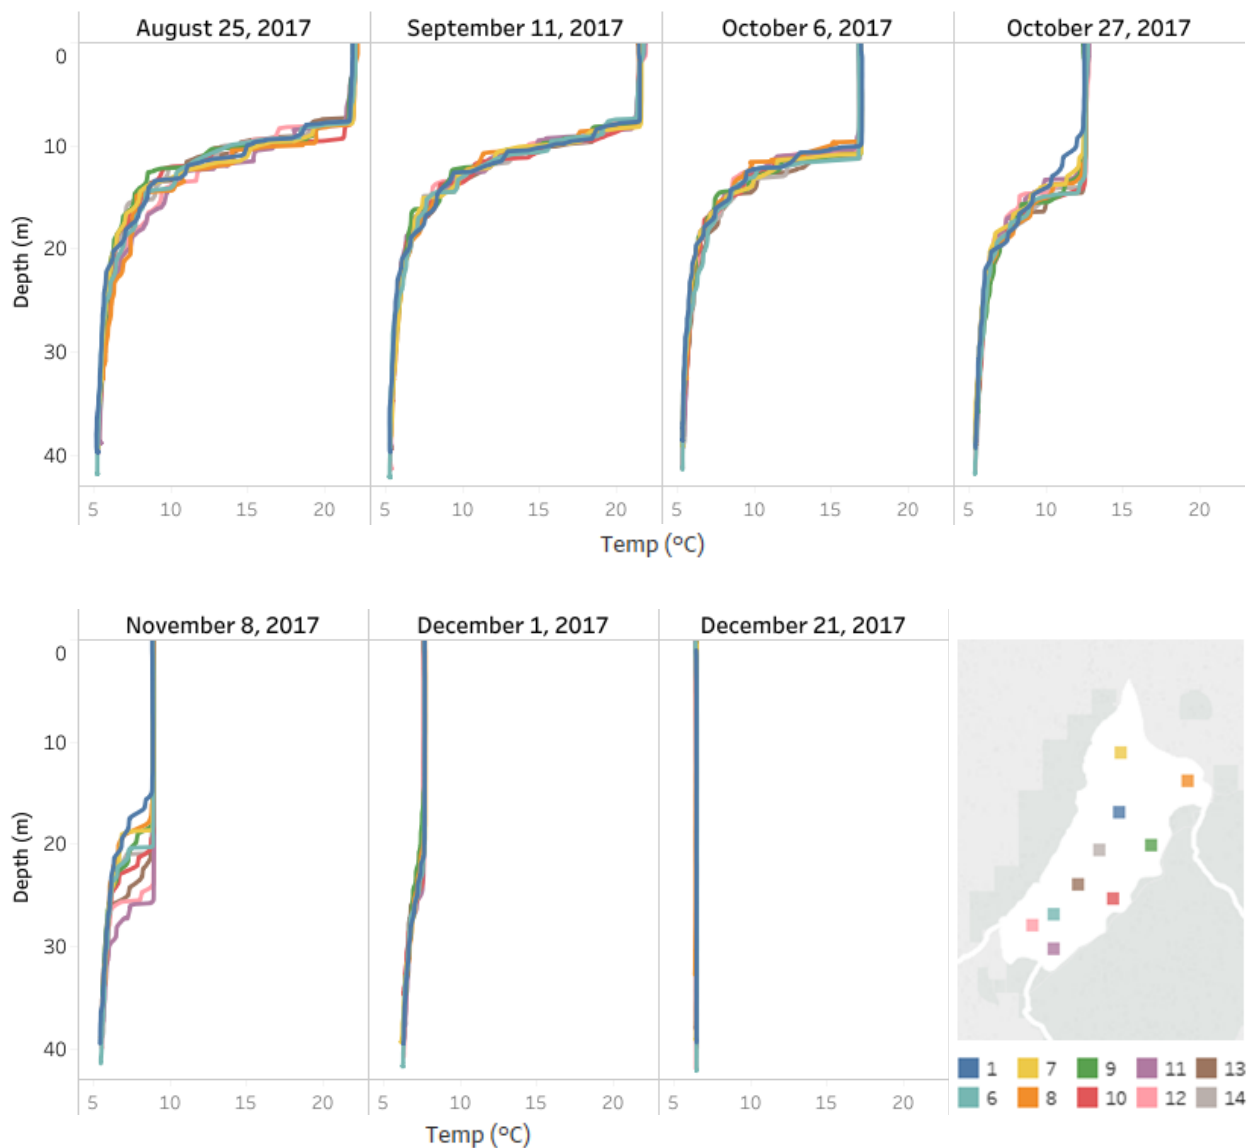 August 25, 2017 September 11, 2017 October 6, 2017 October 27, 2017
0
10
20
30
40
Depth (m)
5 10 15 20 5 10 15 20 5 10 15 20 5 10 15 20
Temp (ºC)
November 8, 2017 December 1, 2017 December 21, 2017
0
10
20
30
40
Depth (m)
5 10 15 20 5 10 15 20 5 10 15 20
Temp (ºC)
1 7 9 11 13
6 8 10 12 14